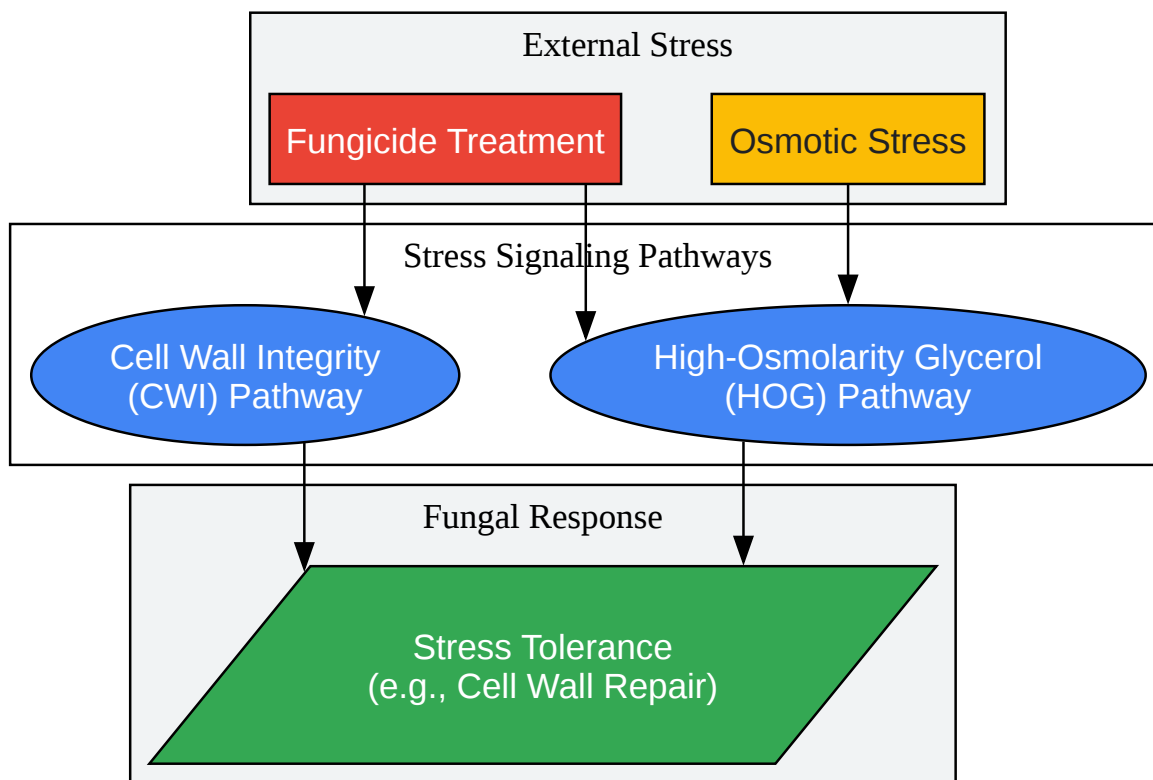 External Stress
Fungicide Treatment
Osmotic Stress
Stress Signaling Pathways
Cell Wall Integrity
(CWI) Pathway
High-Osmolarity Glycerol
(HOG) Pathway
Fungal Response
Stress Tolerance
(e.g., Cell Wall Repair)